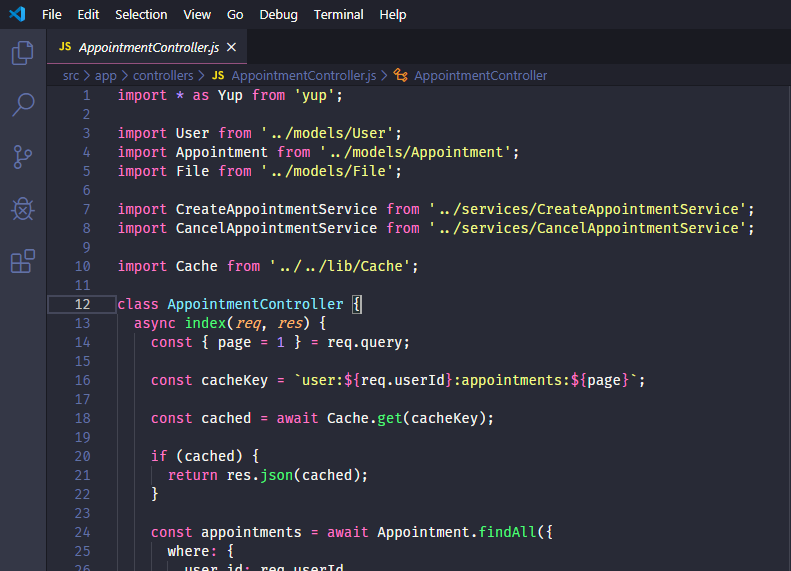 File Edit Selection View Go Debug Terminal Help
JS AppointmentController.js ×
src > app > controllers > JS AppointmentController.js > AppointmentController
1 import * as Yup from 'yup';
2
3 import User from '../models/User';
4 import Appointment from '../models/Appointment';
5 import File from '../models/File';
6
7 import CreateAppointmentService from '../services/CreateAppointmentService';
8 import CancelAppointmentService from '../services/CancelAppointmentService';
9
10 import Cache from '../../lib/Cache';
11
12 class AppointmentController {
13 async index(req, res) {
14 const { page = 1 } = req.query;
15
16 const cacheKey = `user:${req.userId}:appointments:${page}`;
17
18 const cached = await Cache.get(cacheKey);
19
20 if (cached) {
21 return res.json(cached);
22 }
23
24 const appointments = await Appointment.findAll({
25 where: {
26 user_id: req.userId